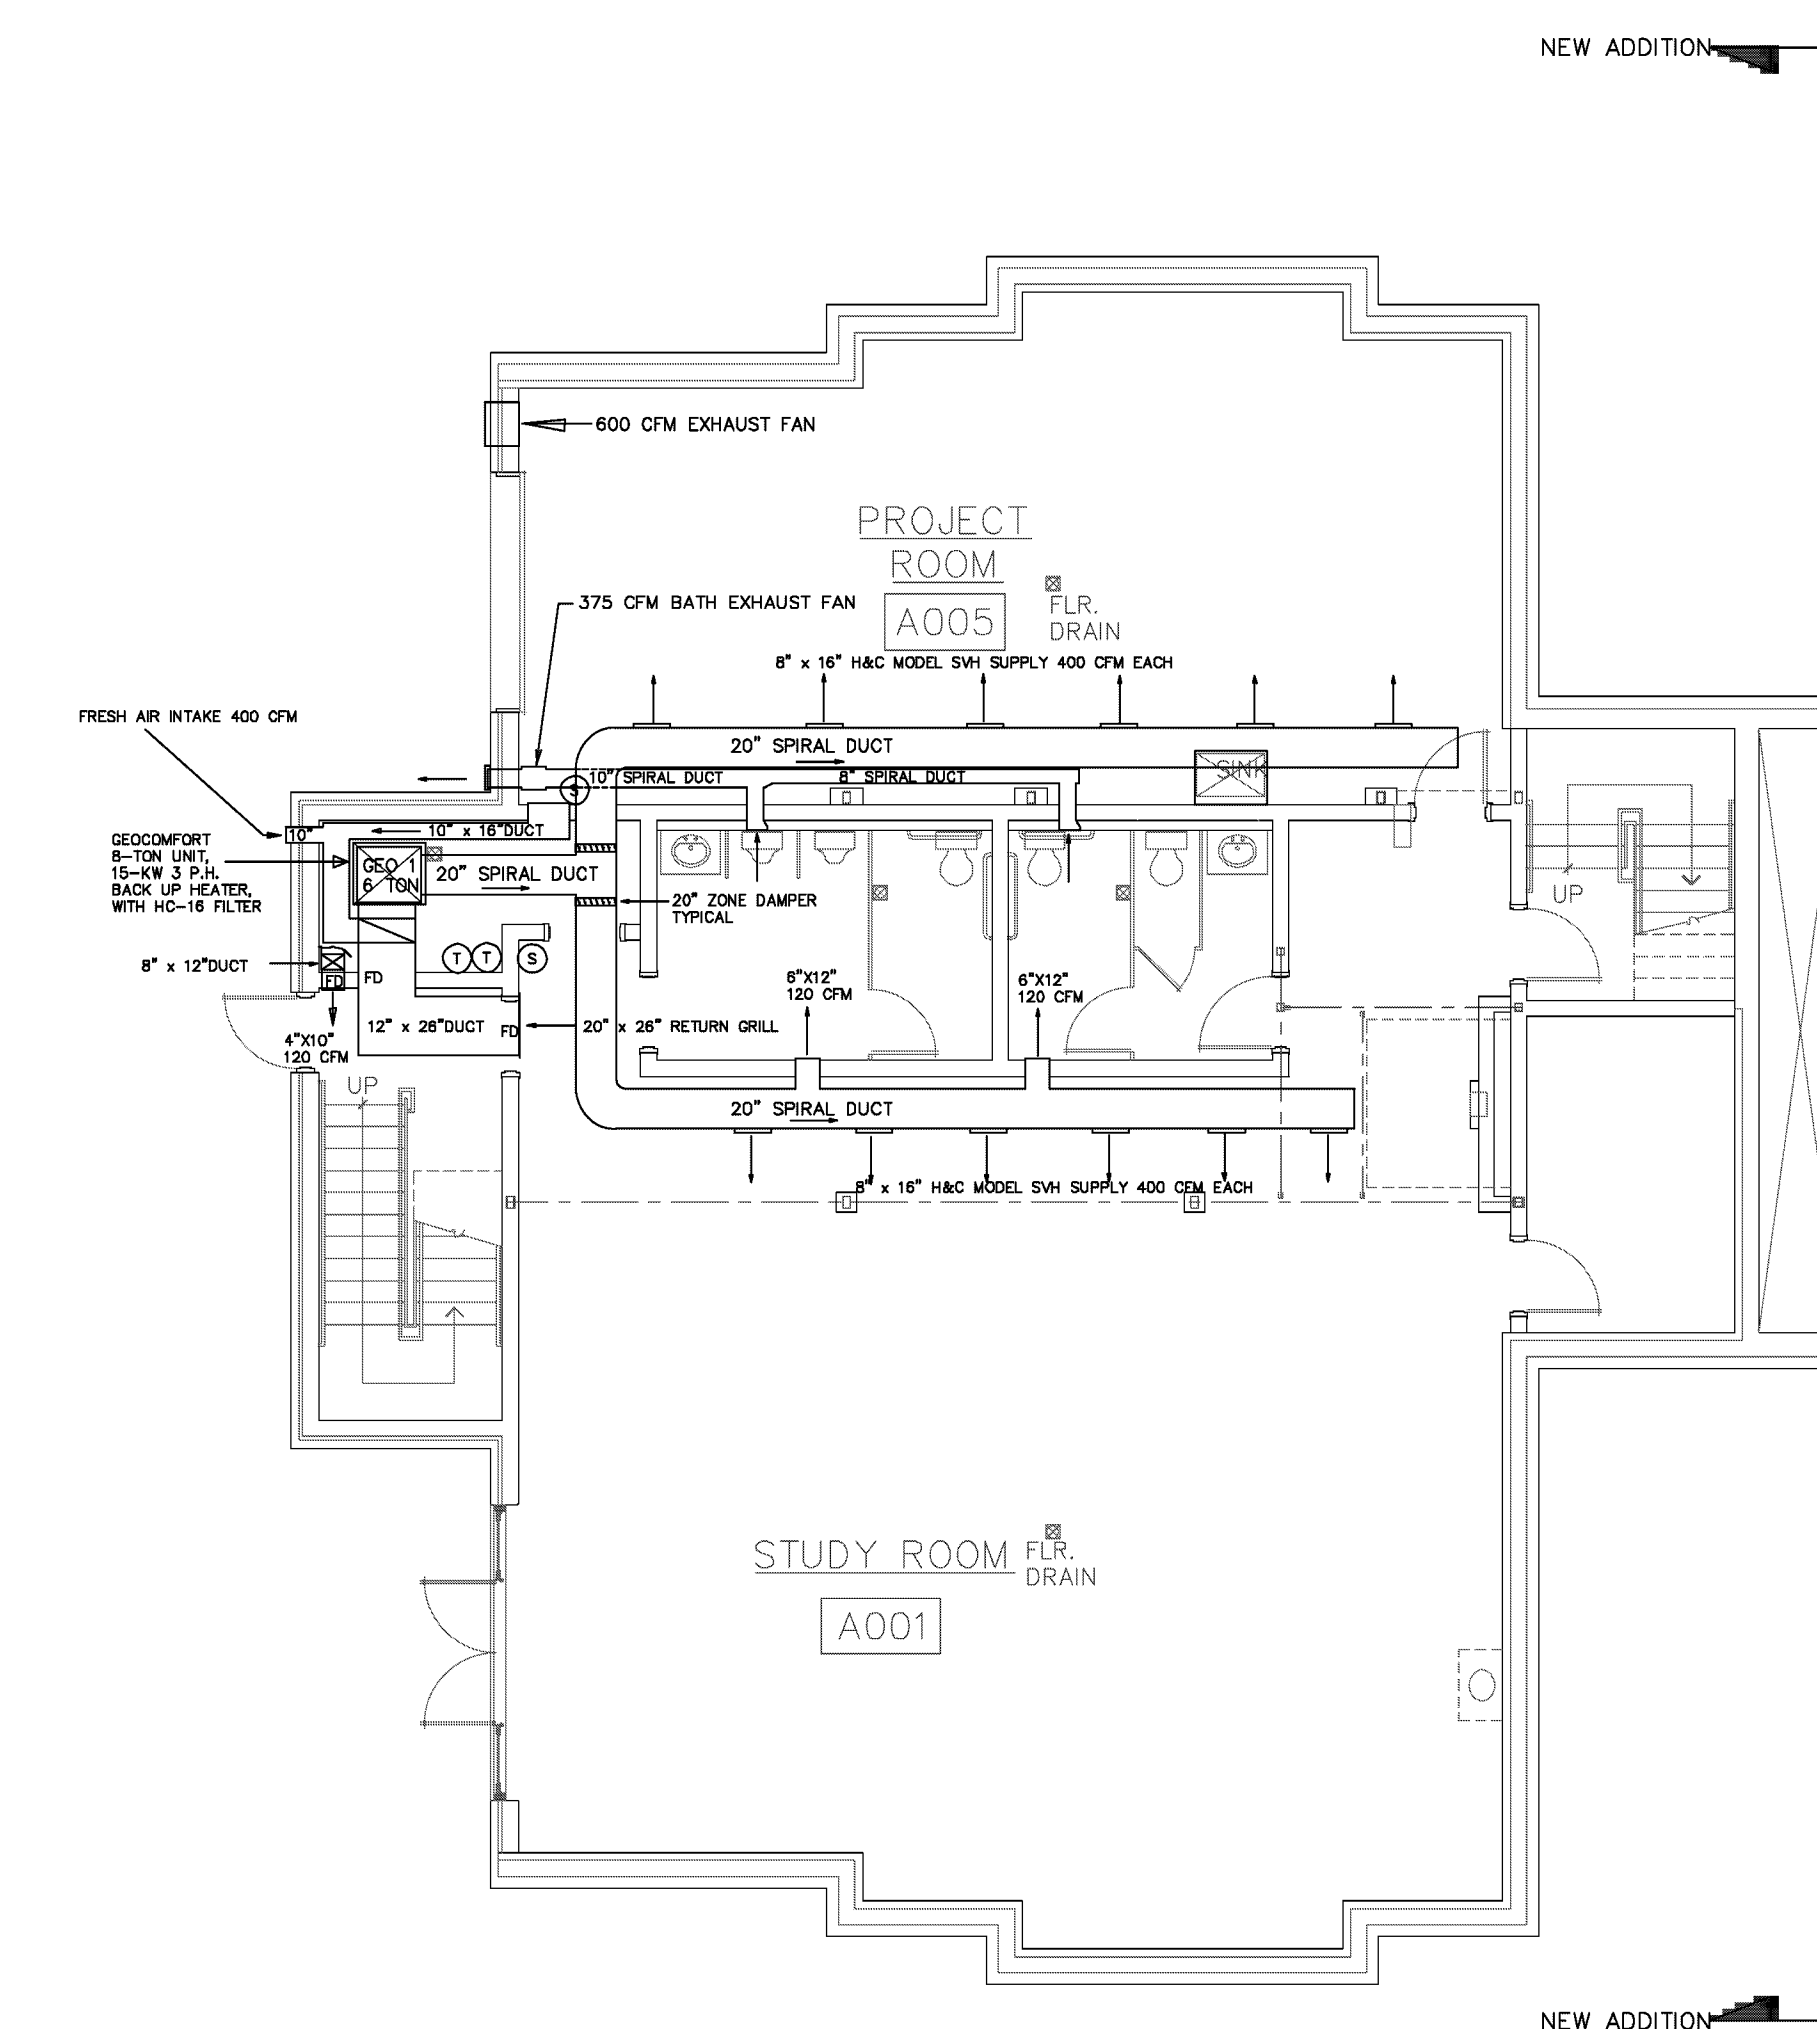 NEW ADDITION
600 CFM EXHAUST FAN
PROJECT
ROOM
A005
FLR.
DRAIN
375 CFM BATH EXHAUST FAN
8" x 16" H&C MODEL SVH SUPPLY 400 CFM EACH
FRESH AIR INTAKE 400 CFM
20" SPIRAL DUCT
SINK
10" SPIRAL DUCT
8" SPIRAL DUCT
S
10"
10" x 16"DUCT
GEOCOMFORT
8-TON UNIT,
15-KW 3 P.H.
BACK UP HEATER,
WITH HC-16 FILTER
GEO 1
6 TON
20" SPIRAL DUCT
20" ZONE DAMPER
TYPICAL
UP
8" x 12"DUCT
FD
FD
T
T
S
6"X12"
120 CFM
6"X12"
120 CFM
12" x 26"DUCT
FD
20" x 26" RETURN GRILL
4"X10"
120 CFM
UP
20" SPIRAL DUCT
8" x 16" H&C MODEL SVH SUPPLY 400 CFM EACH
STUDY ROOM
FLR.
DRAIN
A001
NEW ADDITION